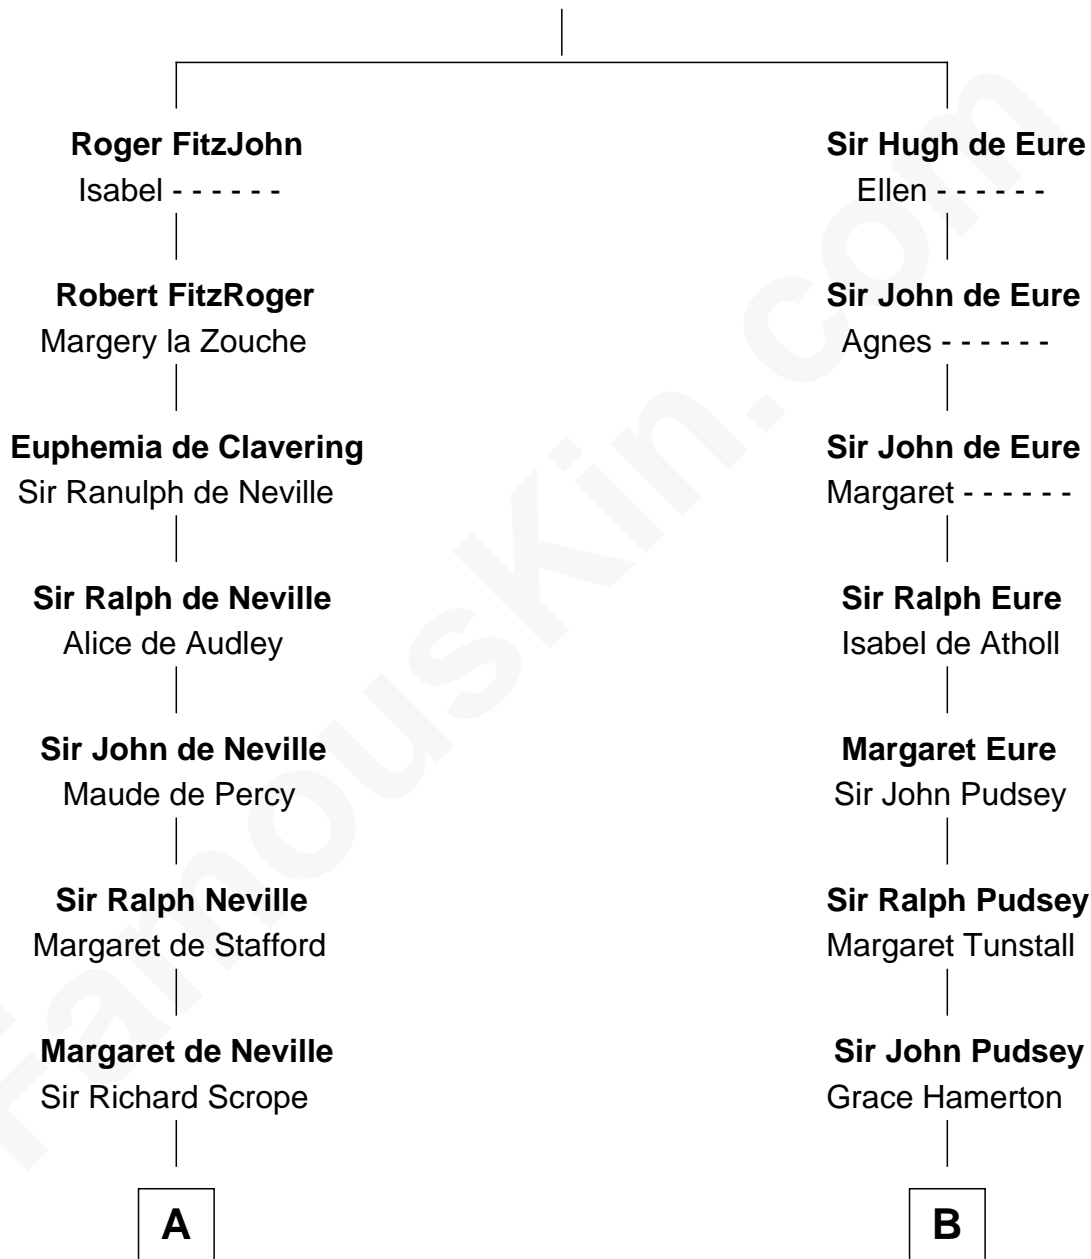 Roger FitzJohn
Isabel - - - - - -
Robert FitzRoger
Margery la Zouche
Euphemia de Clavering
Sir Ranulph de Neville
Sir Ralph de Neville
Alice de Audley
Sir John de Neville
Maude de Percy
Sir Ralph Neville
Margaret de Stafford
Margaret de Neville
Sir Richard Scrope
A
Sir Hugh de Eure
Ellen - - - - - -
Sir John de Eure
Agnes - - - - - -
Sir John de Eure
Margaret - - - - - -
Sir Ralph Eure
Isabel de Atholl
Margaret Eure
Sir John Pudsey
Sir Ralph Pudsey
Margaret Tunstall
Sir John Pudsey
Grace Hamerton
B
FamousKin.com